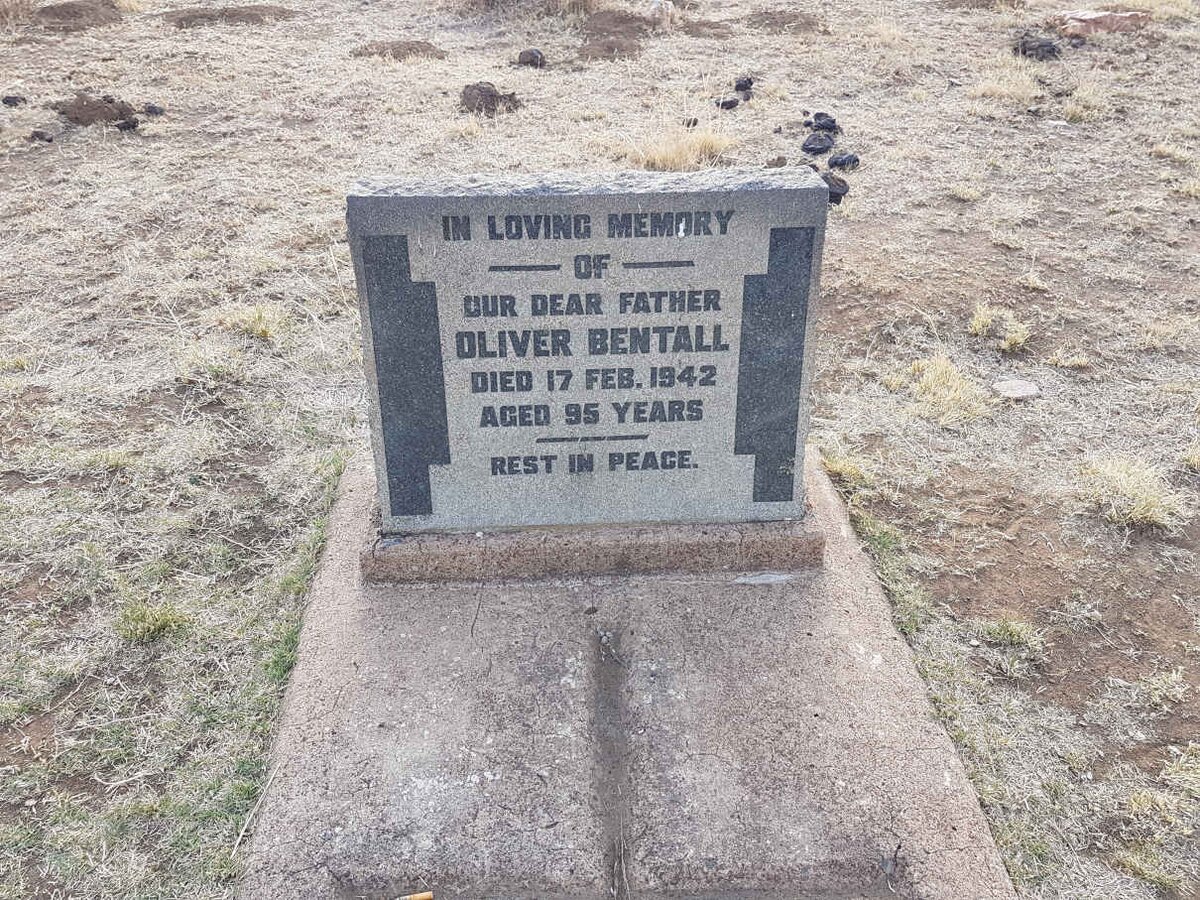 IN LOVING MEMORY
OF
OUR DEAR FATHER
OLIVER BENTALL
DIED 17 FEB. 1942
AGED 95 YEARS
REST IN PEACE.